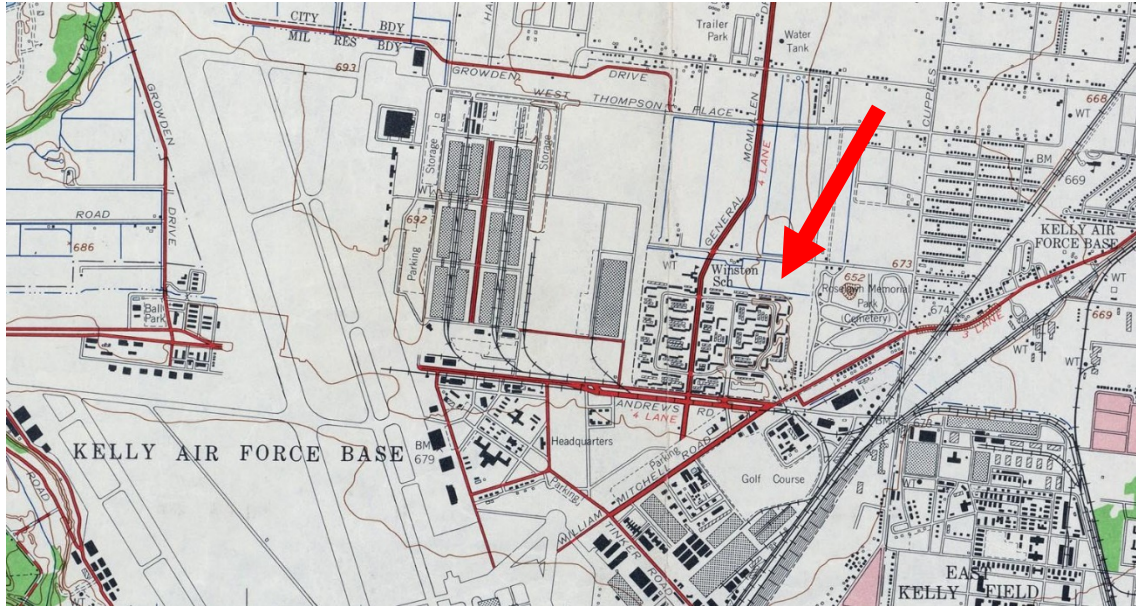 CITY BDY
MIL RES BDY
693
GROWDEN DRIVE
WEST THOMPSON PLACE
Trailer
Park
Water
Tank
GENERAL MCMULLEN
4 LANE
CUPPLES
668
WT
BM
669
KELLY AIR
FORCE BASE
WT
669
GROWDEN
DRIVE
ROAD
686
Storage
Storage
WT
692
Parking
Ball
Park
WT
Winston
Sch
652
Memorial
Park
(Cemetery)
673
674
3 LANE
WT
WT
ANDREWS RD
4 LANE
KELLY AIR FORCE BASE
BM
679
Headquarters
Parking
Parking
WILLIAM MITCHELL ROAD
TINKER ROAD
Golf Course
BM
WT
ROAD
WT
EAST
KELLY FIELD